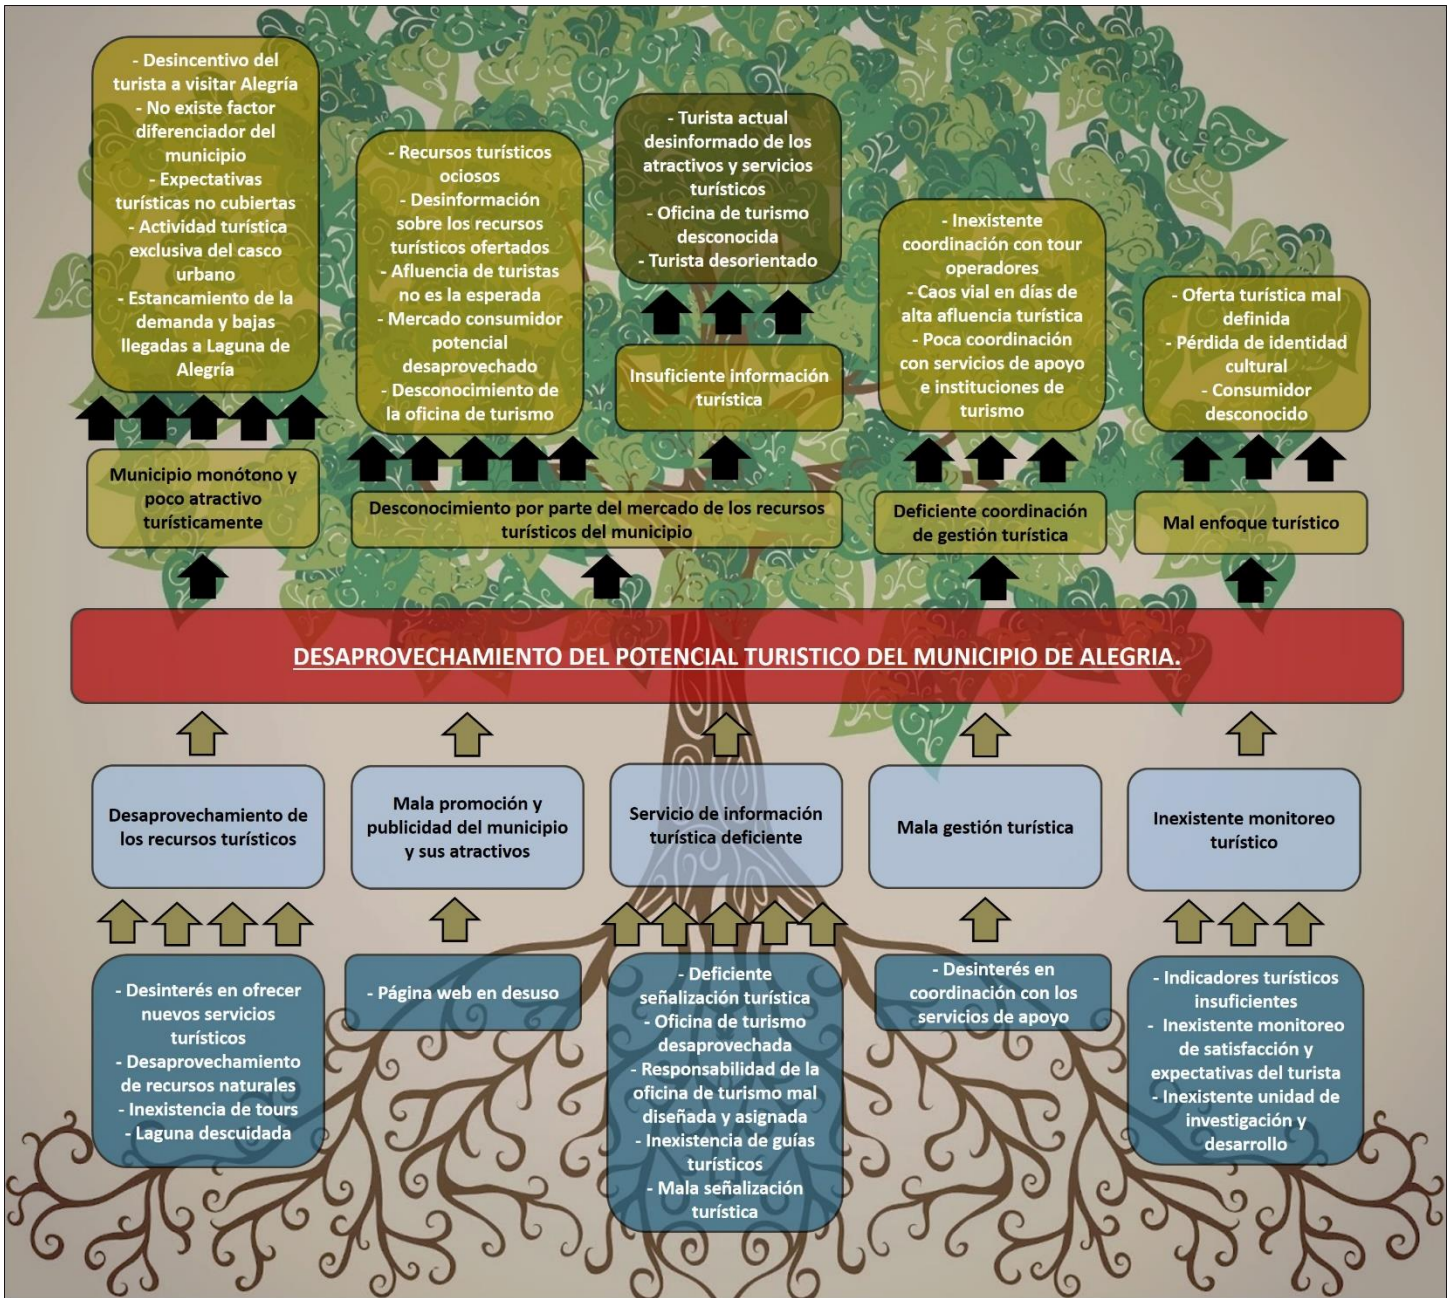 - Desincentivo del
turista a visitar Alegría
- No existe factor
diferenciador del
municipio
- Expectativas
turísticas no cubiertas
- Actividad turística
exclusiva del casco
urbano
- Estancamiento de la
demanda y bajas
llegadas a Laguna de
Alegría
- Recursos turísticos
ociosos
- Desinformación
sobre los recursos
turísticos ofertados
- Afluencia de turistas
no es la esperada
- Mercado consumidor
potencial
desaprovechado
- Desconocimiento de
la oficina de turismo
- Turista actual
desinformado de los
atractivos y servicios
turísticos
- Oficina de turismo
desconocida
- Turista desorientado
Insuficiente información
turística
- Inexistente
coordinación con tour
operadores
- Caos vial en días de
alta afluencia turística
- Poca coordinación
con servicios de apoyo
e instituciones de
turismo
- Oferta turística mal
definida
- Pérdida de identidad
cultural
- Consumidor
desconocido
Municipio monótono y
poco atractivo
turísticamente
Desconocimiento por parte del mercado de los recursos
turísticos del municipio
Deficiente coordinación
de gestión turística
Mal enfoque turístico
DESAPROVECHAMIENTO DEL POTENCIAL TURISTICO DEL MUNICIPIO DE ALEGRIA.
Desaprovechamiento de
los recursos turísticos
Mala promoción y
publicidad del municipio
y sus atractivos
Servicio de información
turística deficiente
Mala gestión turística
Inexistente monitoreo
turístico
- Desinterés en ofrecer
nuevos servicios
turísticos
- Desaprovechamiento
de recursos naturales
- Inexistencia de tours
- Laguna descuidada
- Página web en desuso
- Deficiente
señalización turística
- Oficina de turismo
desaprovechada
- Responsabilidad de la
oficina de turismo mal
diseñada y asignada
- Inexistencia de guías
turísticos
- Mala señalización
turística
- Desinterés en
coordinación con los
servicios de apoyo
- Indicadores turísticos
insuficientes
- Inexistente monitoreo
de satisfacción y
expectativas del turista
- Inexistente unidad de
investigación y
desarrollo